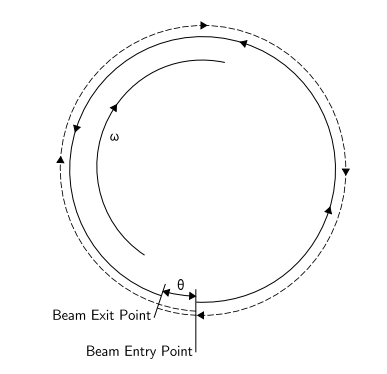 ω
θ
Beam Exit Point
Beam Entry Point